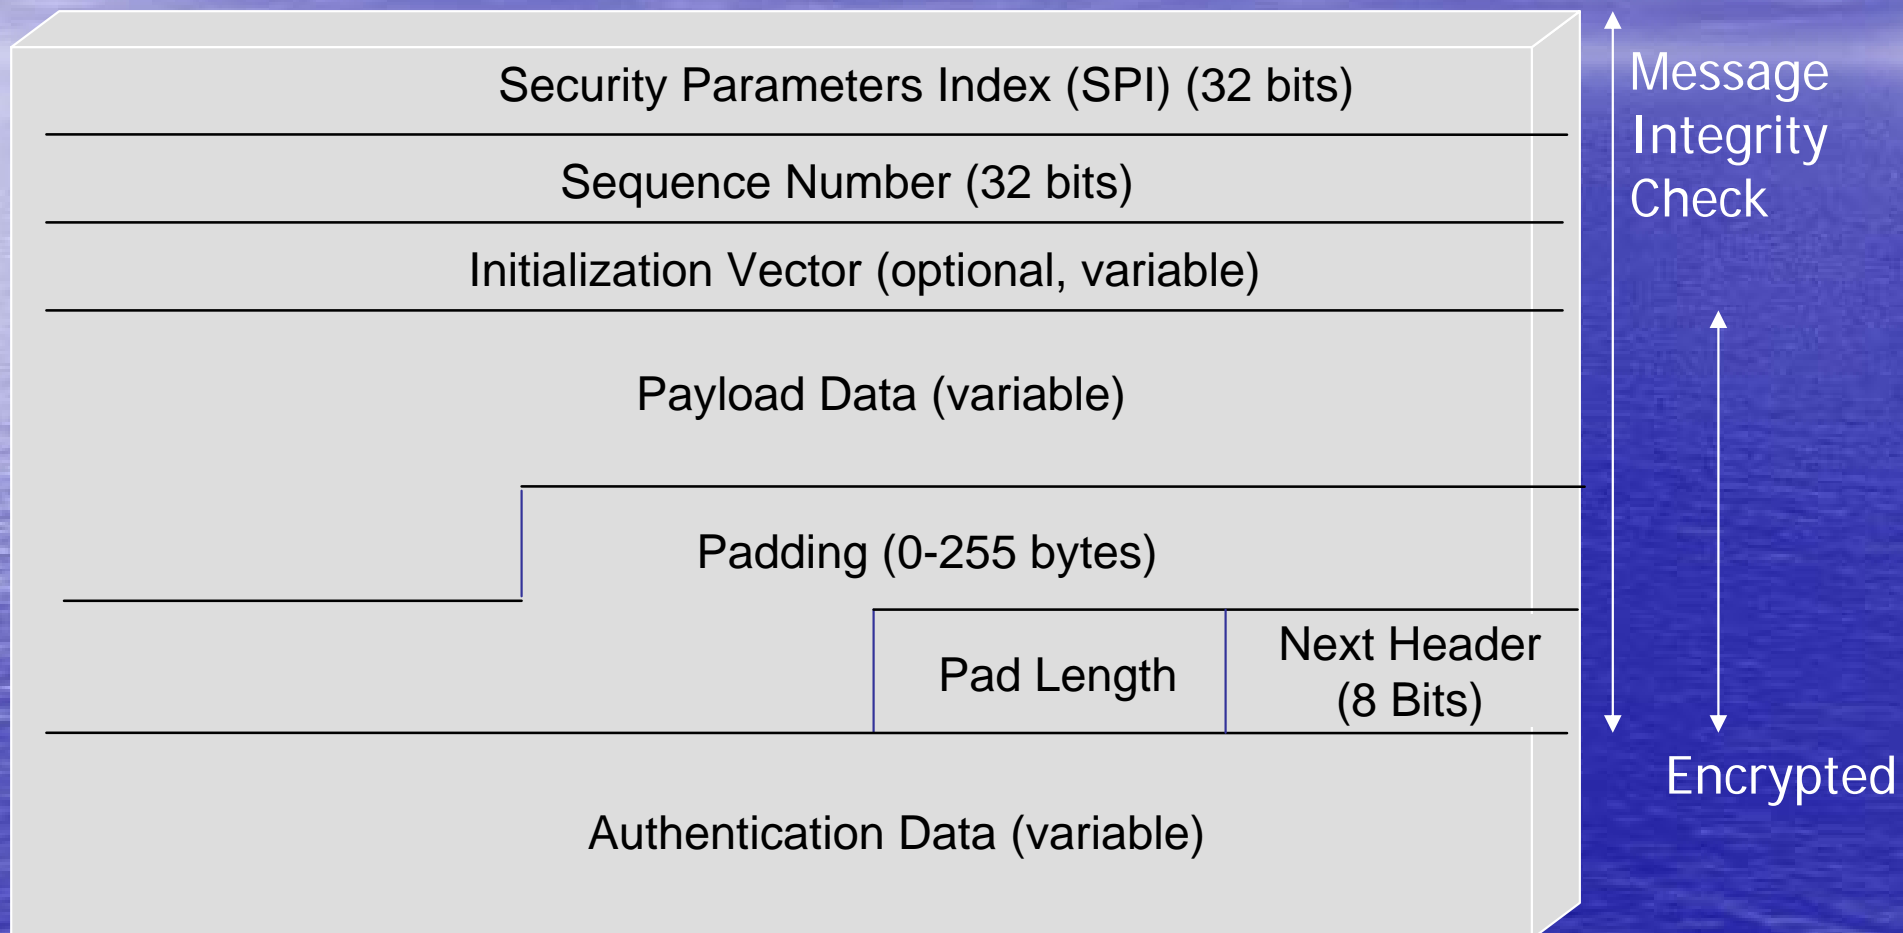 Security Parameters Index (SPI) (32 bits)
Sequence Number (32 bits)
Initialization Vector (optional, variable)
Payload Data (variable)
Padding (0-255 bytes)
Pad Length
Next Header
(8 Bits)
Authentication Data (variable)
Message
Integrity
Check
Encrypted